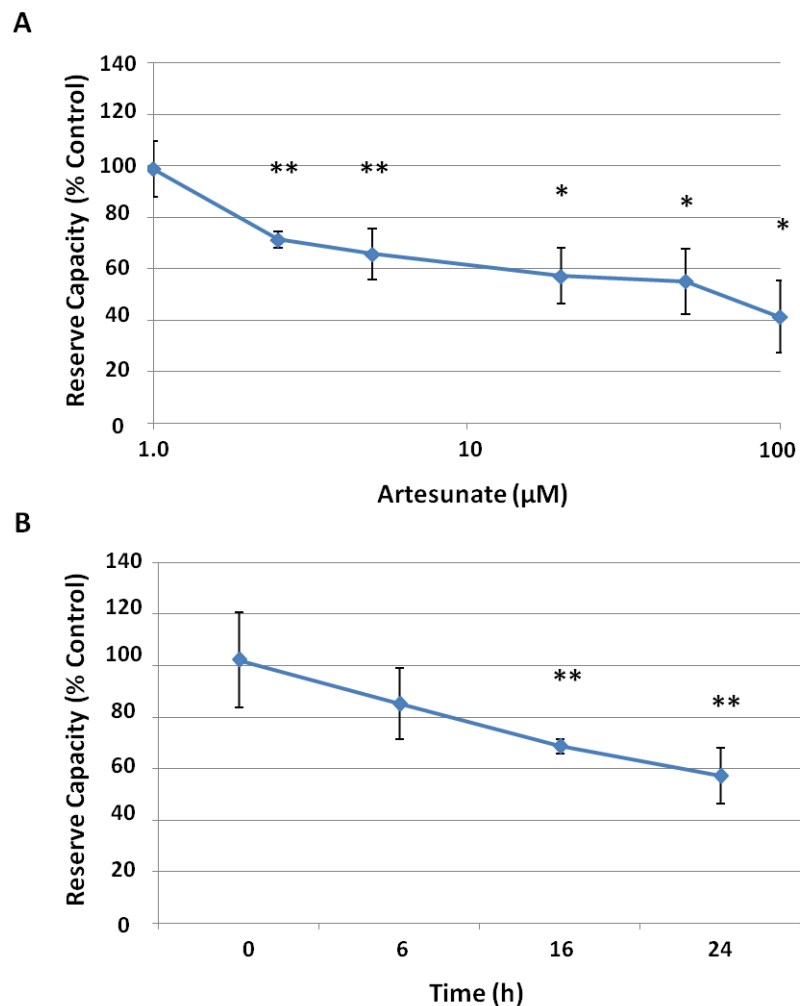 A
Reserve Capacity (% Control)
140
120
100
80
60
40
20
0
** ** * * *
1.0 10 100
Artesunate (µM)
B
Reserve Capacity (% Control)
140
120
100
80
60
40
20
0
** **
0 6 16 24
Time (h)